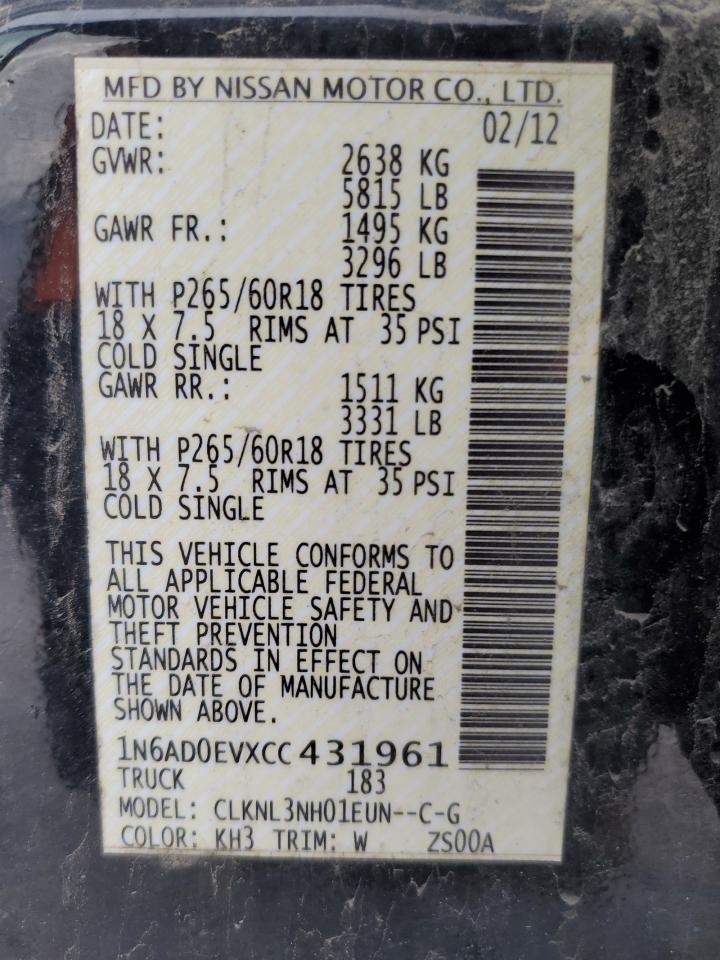 MFD BY NISSAN MOTOR CO., LTD.
DATE: 02/12
GVWR: 2638 KG
5815 LB
GAWR FR.: 1495 KG
3296 LB
WITH P265/60R18 TIRES
18 X 7.5 RIMS AT 35 PSI
COLD SINGLE
GAWR RR.: 1511 KG
3331 LB
WITH P265/60R18 TIRES
18 X 7.5 RIMS AT 35 PSI
COLD SINGLE
THIS VEHICLE CONFORMS TO
ALL APPLICABLE FEDERAL
MOTOR VEHICLE SAFETY AND
THEFT PREVENTION
STANDARDS IN EFFECT ON
THE DATE OF MANUFACTURE
SHOWN ABOVE.
1N6AD0EVXCC 431961
TRUCK 183
MODEL: CLKNL3NH01EUN--C-G
COLOR: KH3 TRIM: W ZS00A